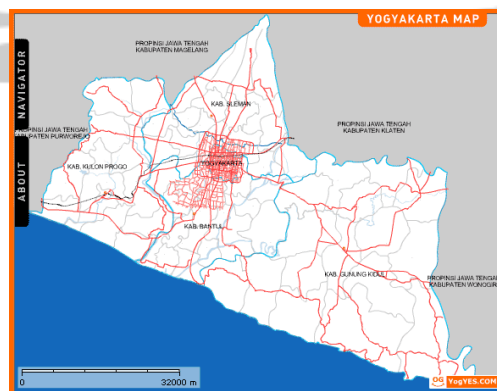 YOGYAKARTA MAP
PROPINSI JAWA TENGAH
KABUPATEN MAGELANG
NAVIGATOR
ABOUT
KAB. SLEMAN
PROPINSI JAWA TENGAH
KABUPATEN KLATEN
PROPINSI JAWA TENGAH
KABUPATEN PURWOREJO
KAB. KULON PROGO
YOGYAKARTA
KAB. BANTUL
KAB. GUNUNG KIDUL
PROPINSI JAWA TENGA
KABUPATEN WONOGIRI
0
32000 m
YogYES.COM